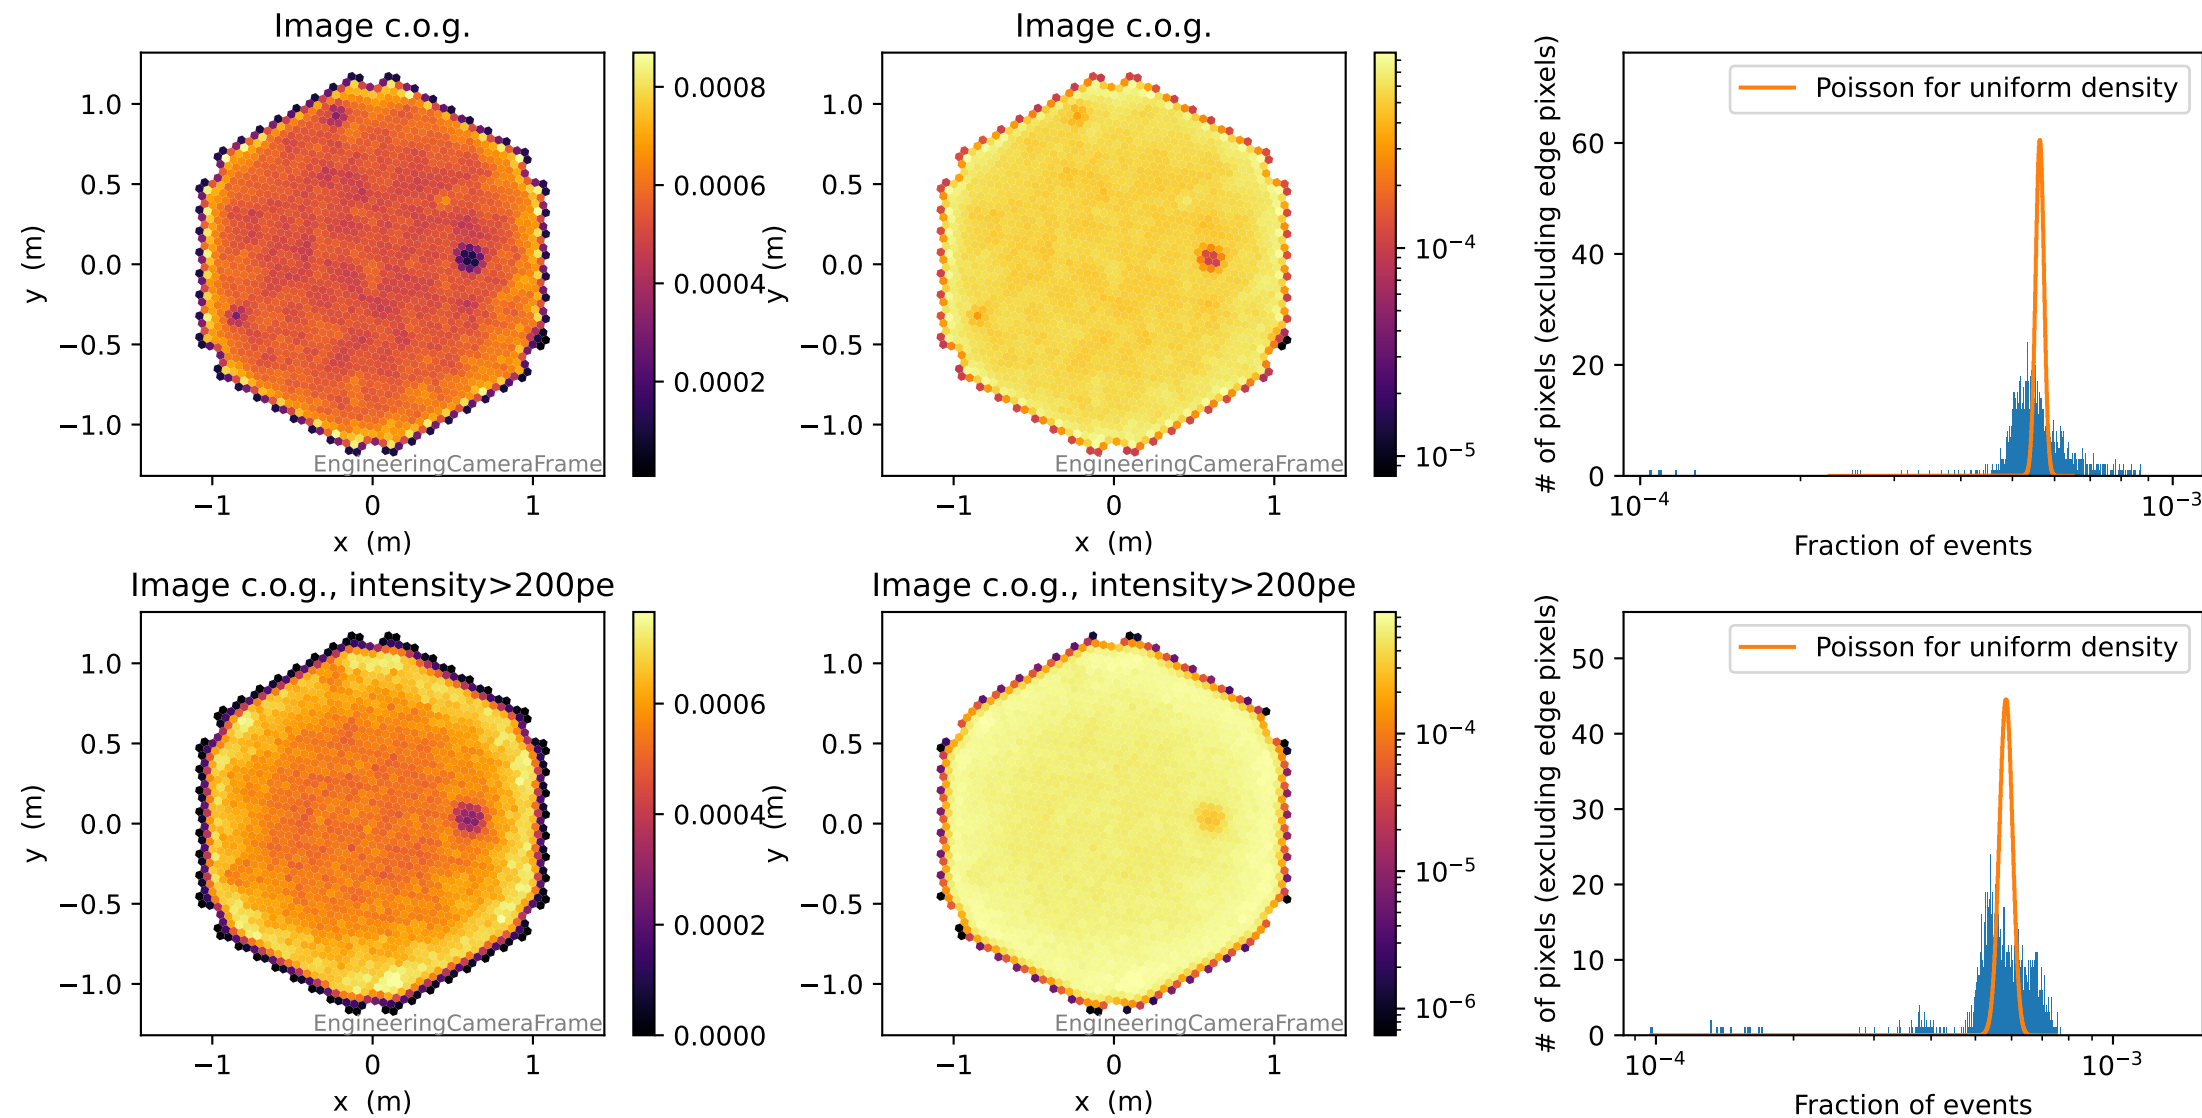 Image c.o.g.
1.0
0.5
0.0
−0.5
−1.0
y (m)
−1
0
1
x (m)
EngineeringCameraFrame
0.0008
0.0006
0.0004
0.0002
Image c.o.g.
1.0
0.5
0.0
−0.5
−1.0
y (m)
−1
0
1
x (m)
EngineeringCameraFrame
10⁻⁴
10⁻⁵
# of pixels (excluding edge pixels)
60
40
20
0
Poisson for uniform density
10⁻⁴
10⁻³
Fraction of events
Image c.o.g., intensity>200pe
1.0
0.5
0.0
−0.5
−1.0
y (m)
−1
0
1
x (m)
EngineeringCameraFrame
0.0006
0.0004
0.0002
0.0000
Image c.o.g., intensity>200pe
1.0
0.5
0.0
−0.5
−1.0
y (m)
−1
0
1
x (m)
EngineeringCameraFrame
10⁻⁴
10⁻⁵
10⁻⁶
# of pixels (excluding edge pixels)
50
40
30
20
10
0
Poisson for uniform density
10⁻⁴
10⁻³
Fraction of events